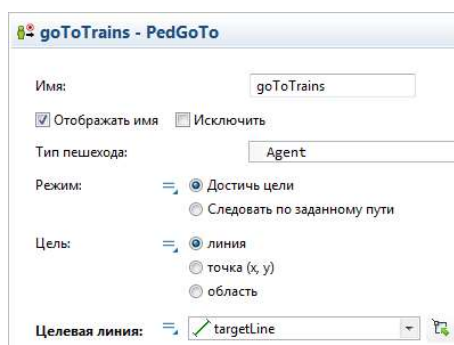 goToTrains - PedGoTo
Имя: goToTrains
Отображать имя Исключить
Тип пешехода: Agent
Режим: Достичь цели
Следовать по заданному пути
Цель: линия
точка (x, y)
область
Целевая линия: targetLine